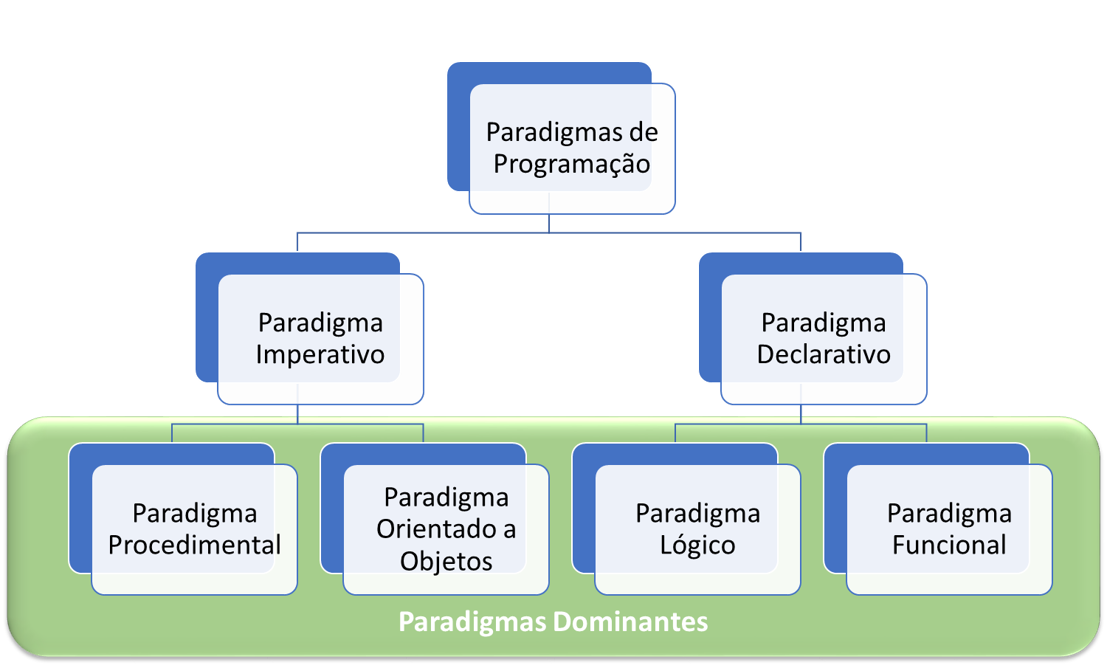 Paradigmas de
Programação
Paradigma
Imperativo
Paradigma
Declarativo
Paradigma
Procedimental
Paradigma
Orientado a
Objetos
Paradigma
Lógico
Paradigma
Funcional
Paradigmas Dominantes